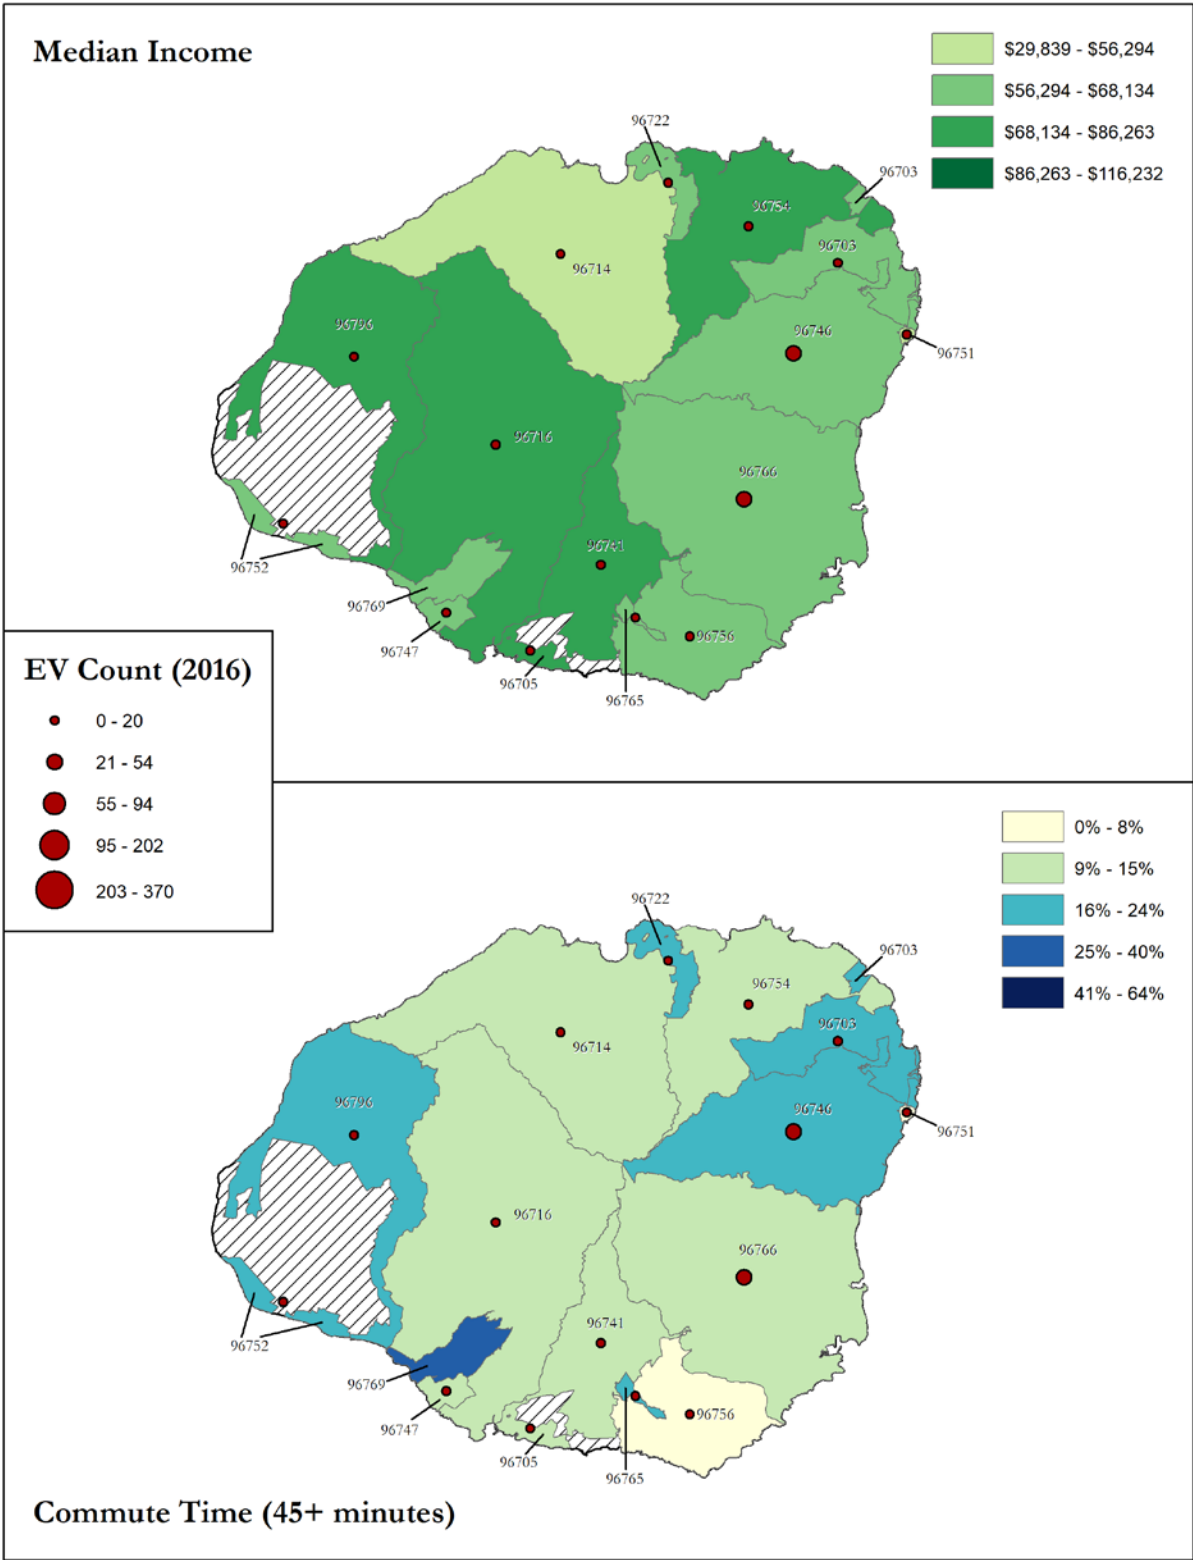 Median Income
$29,839 - $56,294
$56,294 - $68,134
$68,134 - $86,263
$86,263 - $116,232
96722
96703
96754
96703
96714
96796
96746
96751
96716
96766
96741
96752
96769
96747
96756
96705
96765
EV Count (2016)
0 - 20
21 - 54
55 - 94
95 - 202
203 - 370
0% - 8%
9% - 15%
16% - 24%
25% - 40%
41% - 64%
96722
96703
96754
96703
96714
96796
96746
96751
96716
96766
96741
96752
96769
96747
96756
96705
96765
Commute Time (45+ minutes)